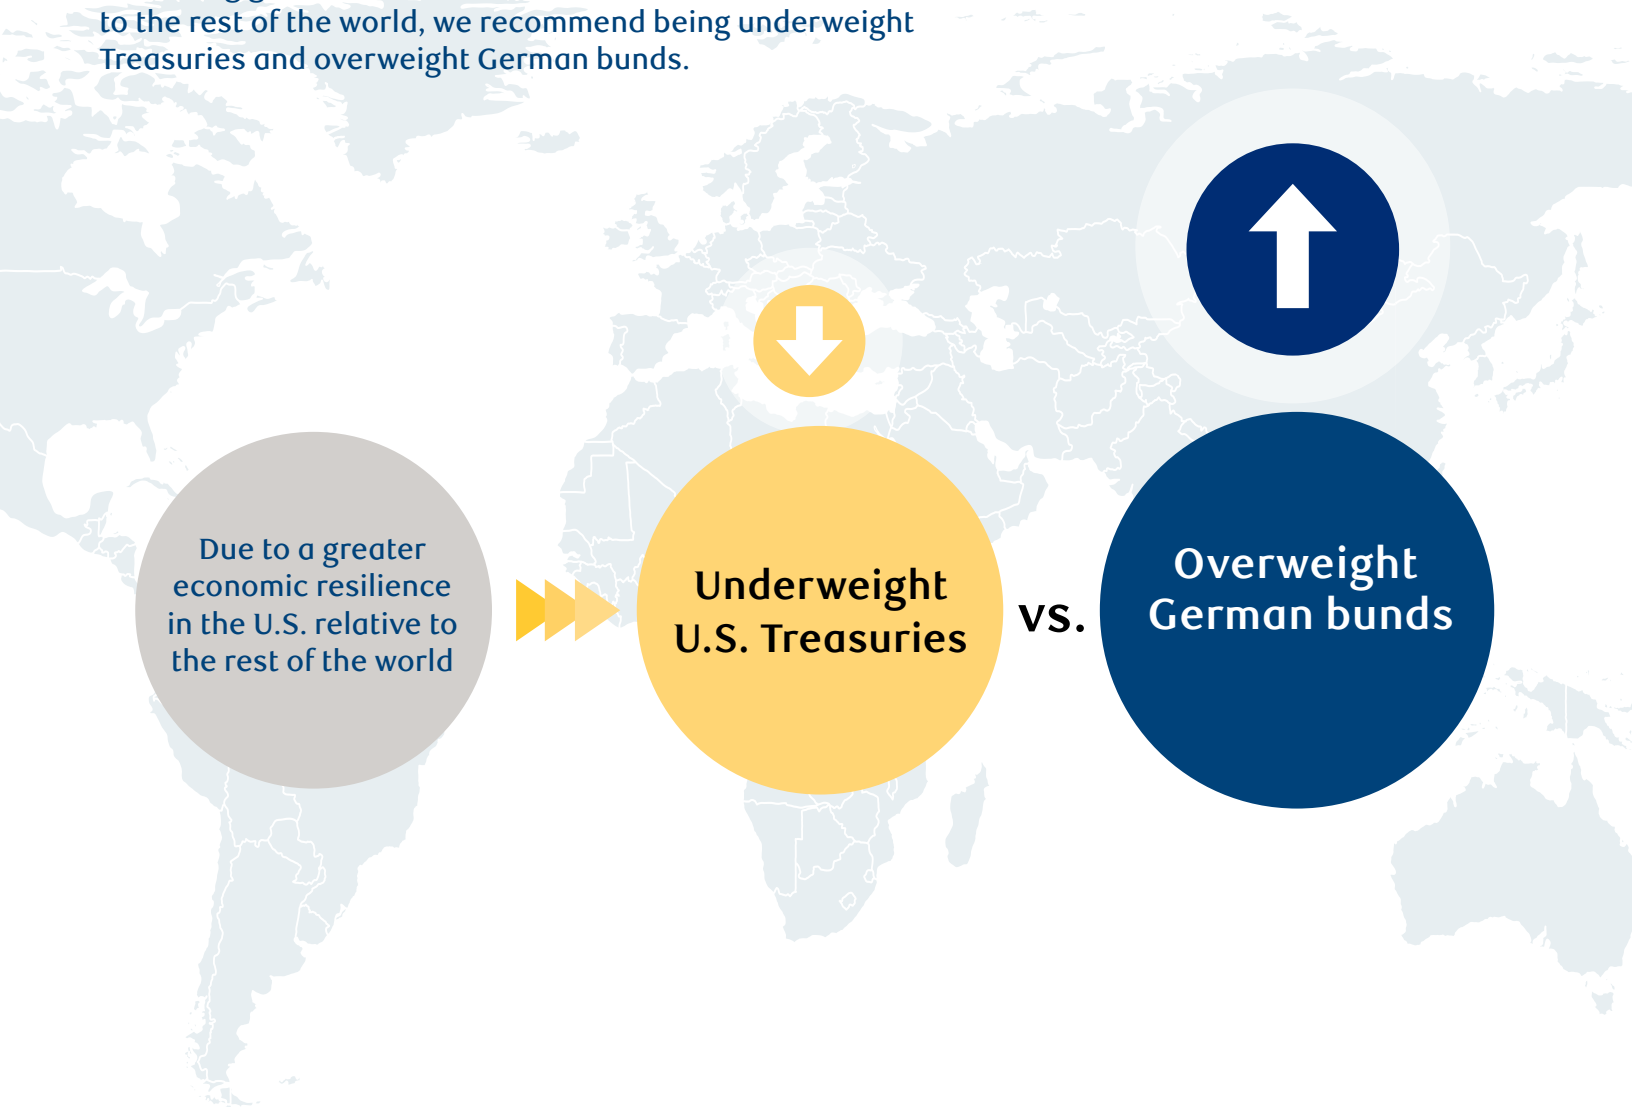 to the rest of the world, we recommend being underweight
Treasuries and overweight German bunds.
Due to a greater
economic resilience
in the U.S. relative to
the rest of the world
Underweight
U.S. Treasuries
vs.
Overweight
German bunds